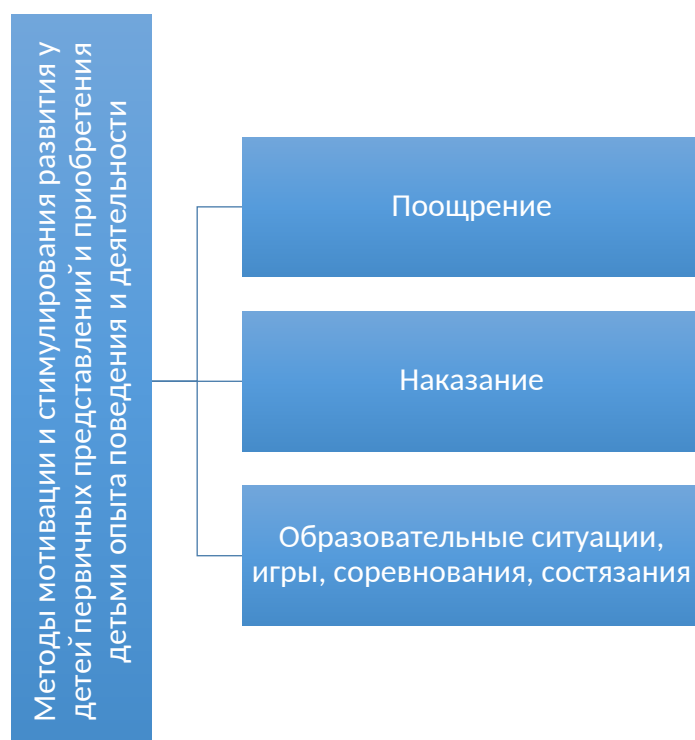 Методы мотивации и стимулирования развития у
детей первичных представлений и приобретения
детьми опыта поведения и деятельности
Поощрение
Наказание
Образовательные ситуации,
игры, соревнования, состязания